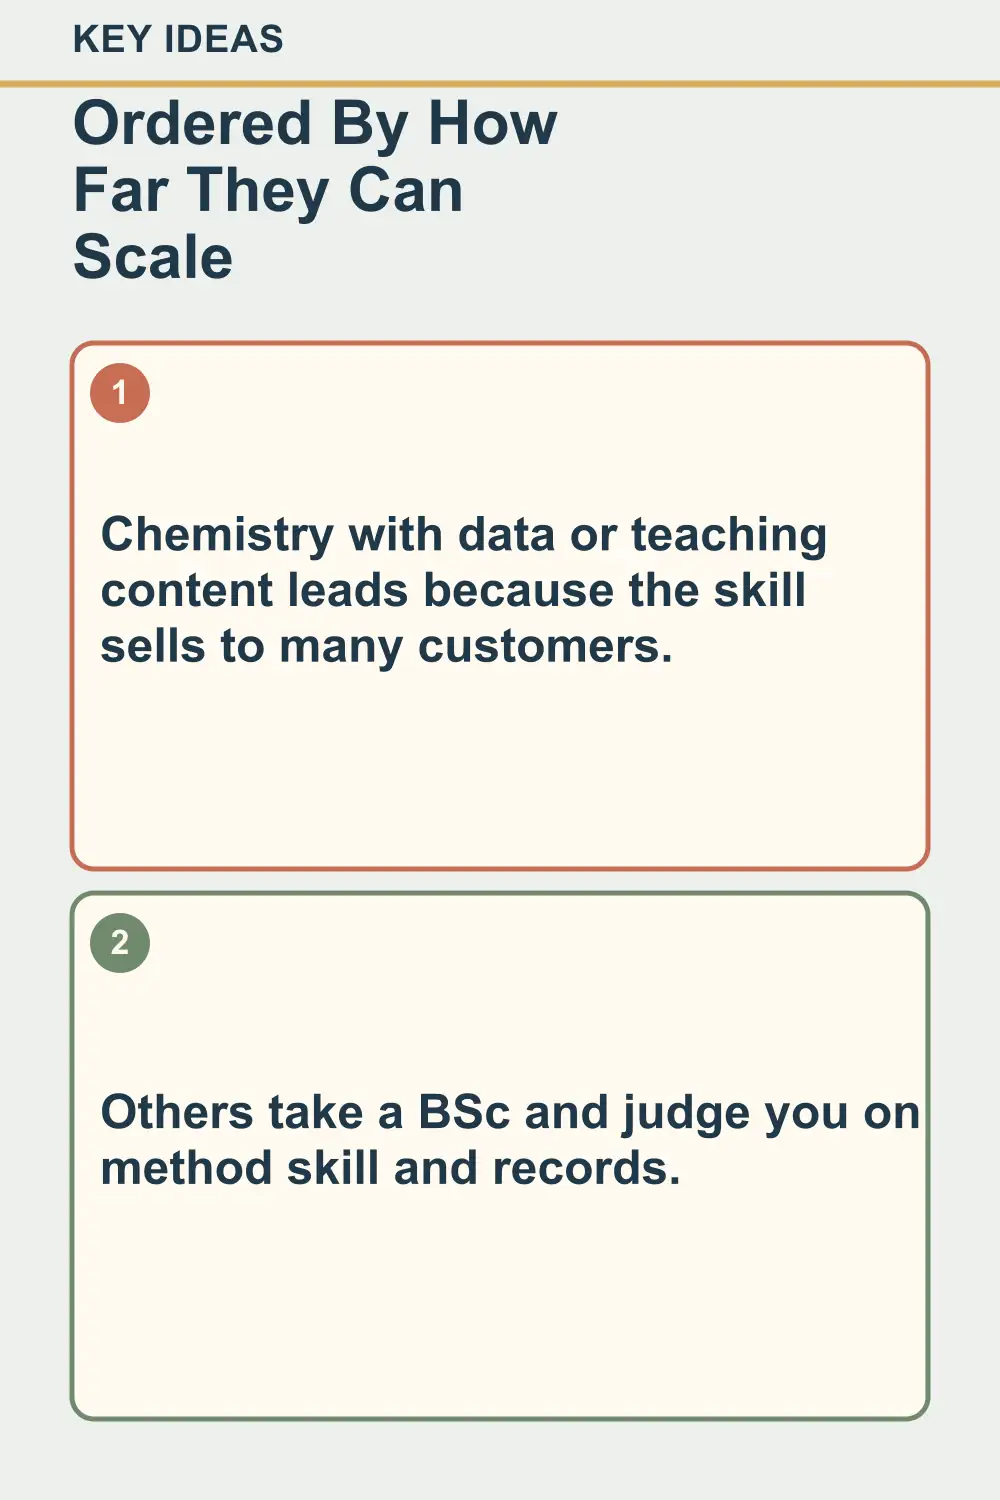 KEY IDEAS
Ordered By How
Far They Can
Scale
1
Chemistry with data or teaching
content leads because the skill
sells to many customers.
2
Others take a BSc and judge you on
method skill and records.